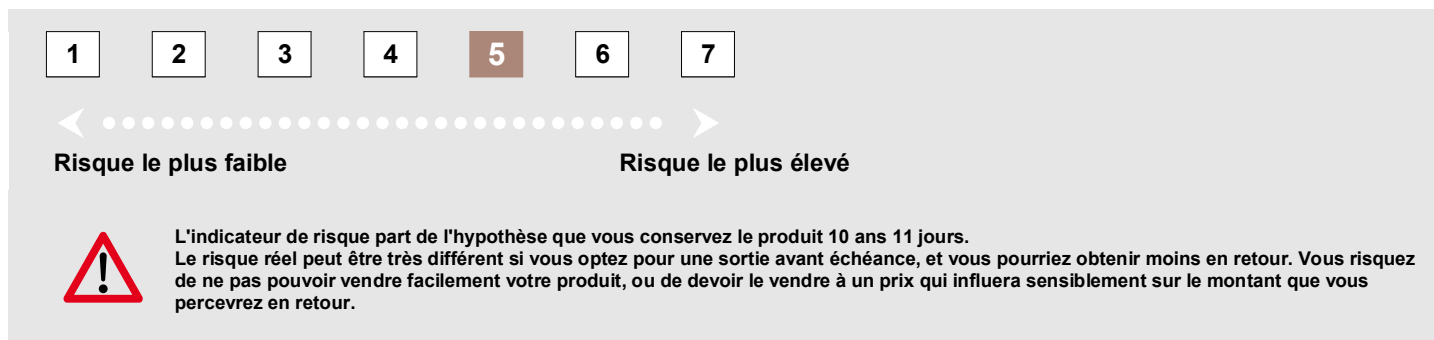 1 2 3 4 5 6 7
Risque le plus faible Risque le plus élevé
L'indicateur de risque part de l'hypothèse que vous conservez le produit 10 ans 11 jours.
Le risque réel peut être très différent si vous optez pour une sortie avant échéance, et vous pourriez obtenir moins en retour. Vous risquez
de ne pas pouvoir vendre facilement votre produit, ou de devoir le vendre à un prix qui influera sensiblement sur le montant que vous
percevrez en retour.